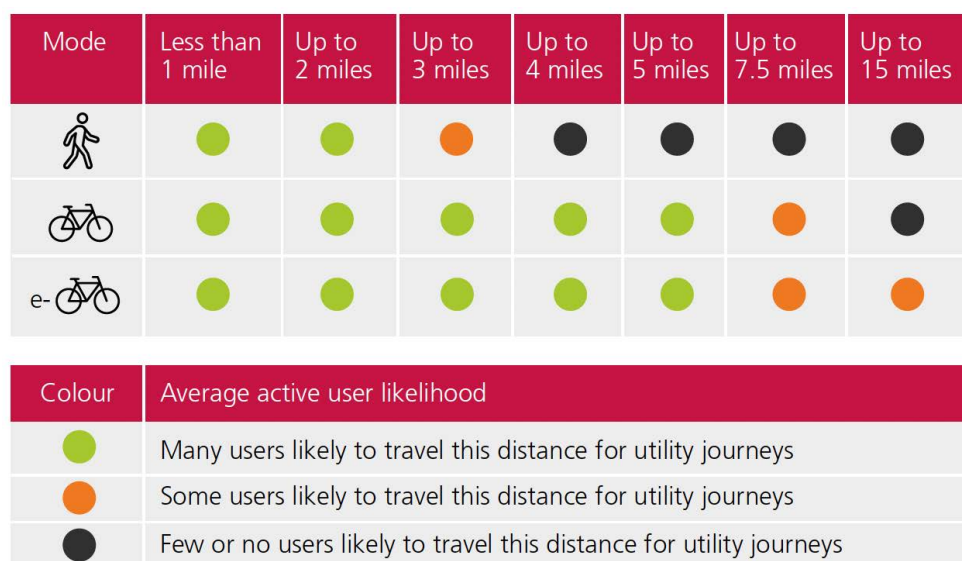 Mode
Less than
1 mile
Up to
2 miles
Up to
3 miles
Up to
4 miles
Up to
5 miles
Up to
7.5 miles
Up to
15 miles
e-
Colour
Average active user likelihood
Many users likely to travel this distance for utility journeys
Some users likely to travel this distance for utility journeys
Few or no users likely to travel this distance for utility journeys